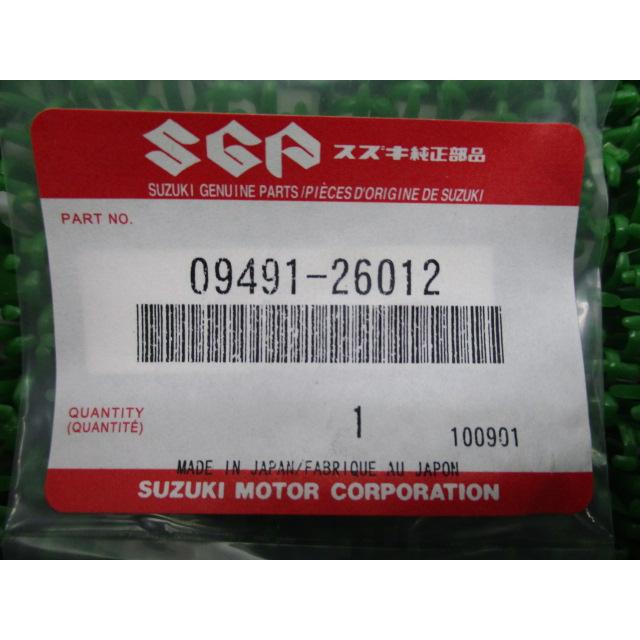 SGP スズキ純正部品
SUZUKI GENUINE PARTS/PIÈCES D'ORIGINE DE SUZUKI
PART NO.
09491-26012
QUANTITY
(QUANTITÉ)
1
100901
MADE IN JAPAN/FABRIQUE AU JAPON
SUZUKI MOTOR CORPORATION